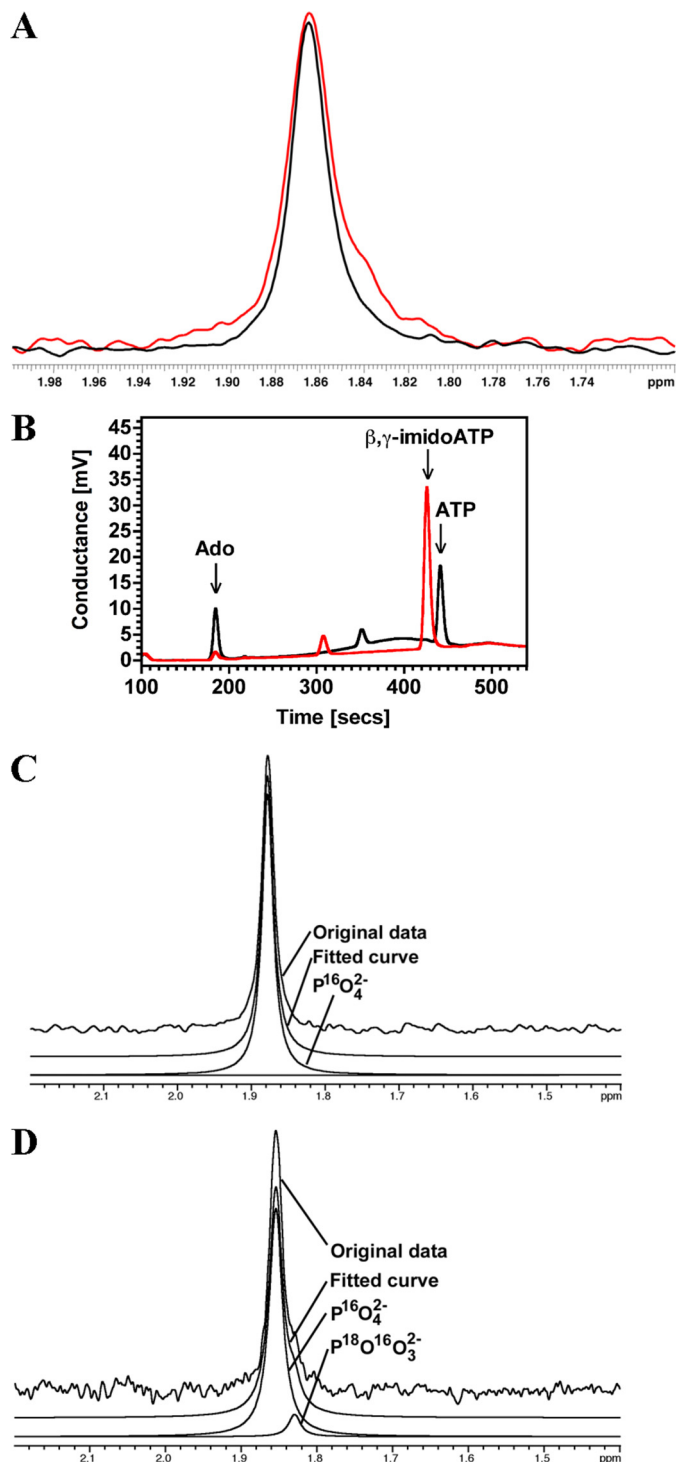 A
1.98 1.96 1.94 1.92 1.90 1.88 1.86 1.84 1.82 1.80 1.78 1.76 1.74 ppm
B
45
40
35
30
25
20
15
10
5
0
Conductance [mV]
β,γ-imidoATP
ATP
Ado
100 200 300 400 500
Time [secs]
C
Original data
Fitted curve
P¹⁶O₄²⁻
2.1 2.0 1.9 1.8 1.7 1.6 1.5 ppm
D
Original data
Fitted curve
P¹⁶O₄²⁻
P¹⁸O¹⁶O₃²⁻
2.1 2.0 1.9 1.8 1.7 1.6 1.5 ppm